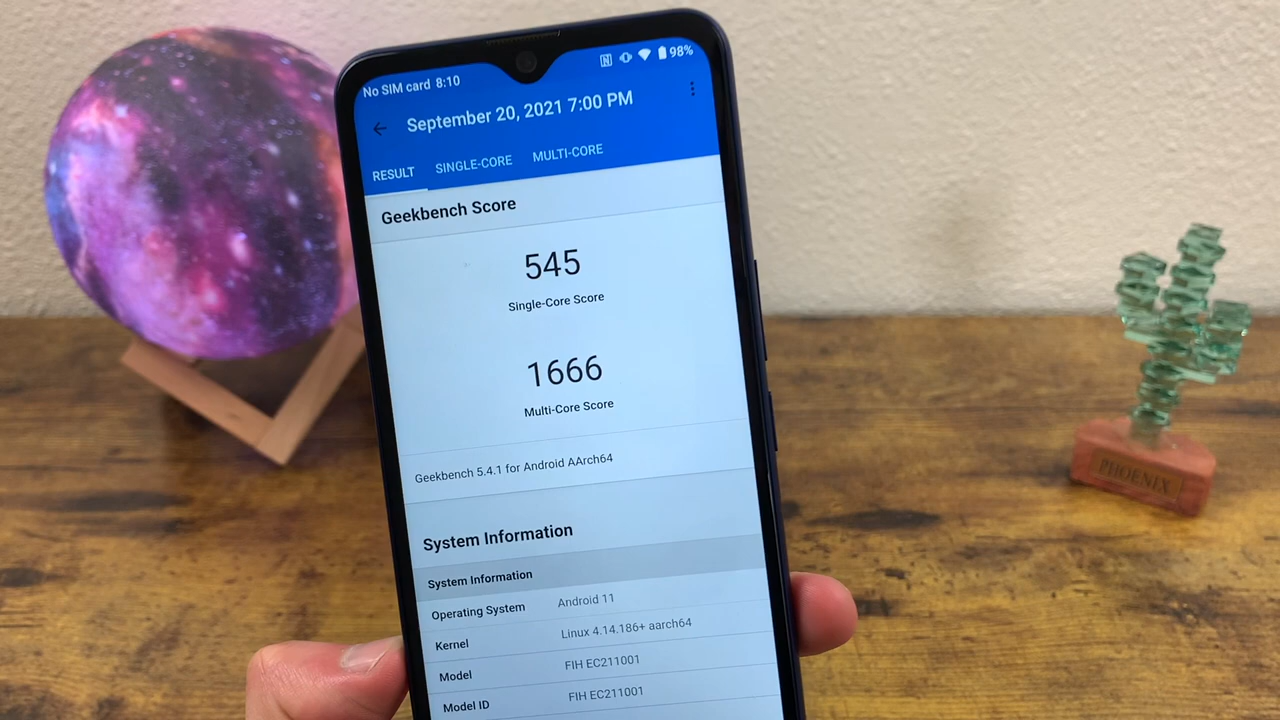 No SIM card 8:10
98%
September 20, 2021 7:00 PM
RESULT SINGLE-CORE MULTI-CORE
Geekbench Score
545
Single-Core Score
1666
Multi-Core Score
Geekbench 5.4.1 for Android AArch64
System Information
System Information
Operating System Android 11
Kernel Linux 4.14.186+ aarch64
Model FIH EC211001
Model ID FIH EC211001
PHOENIX